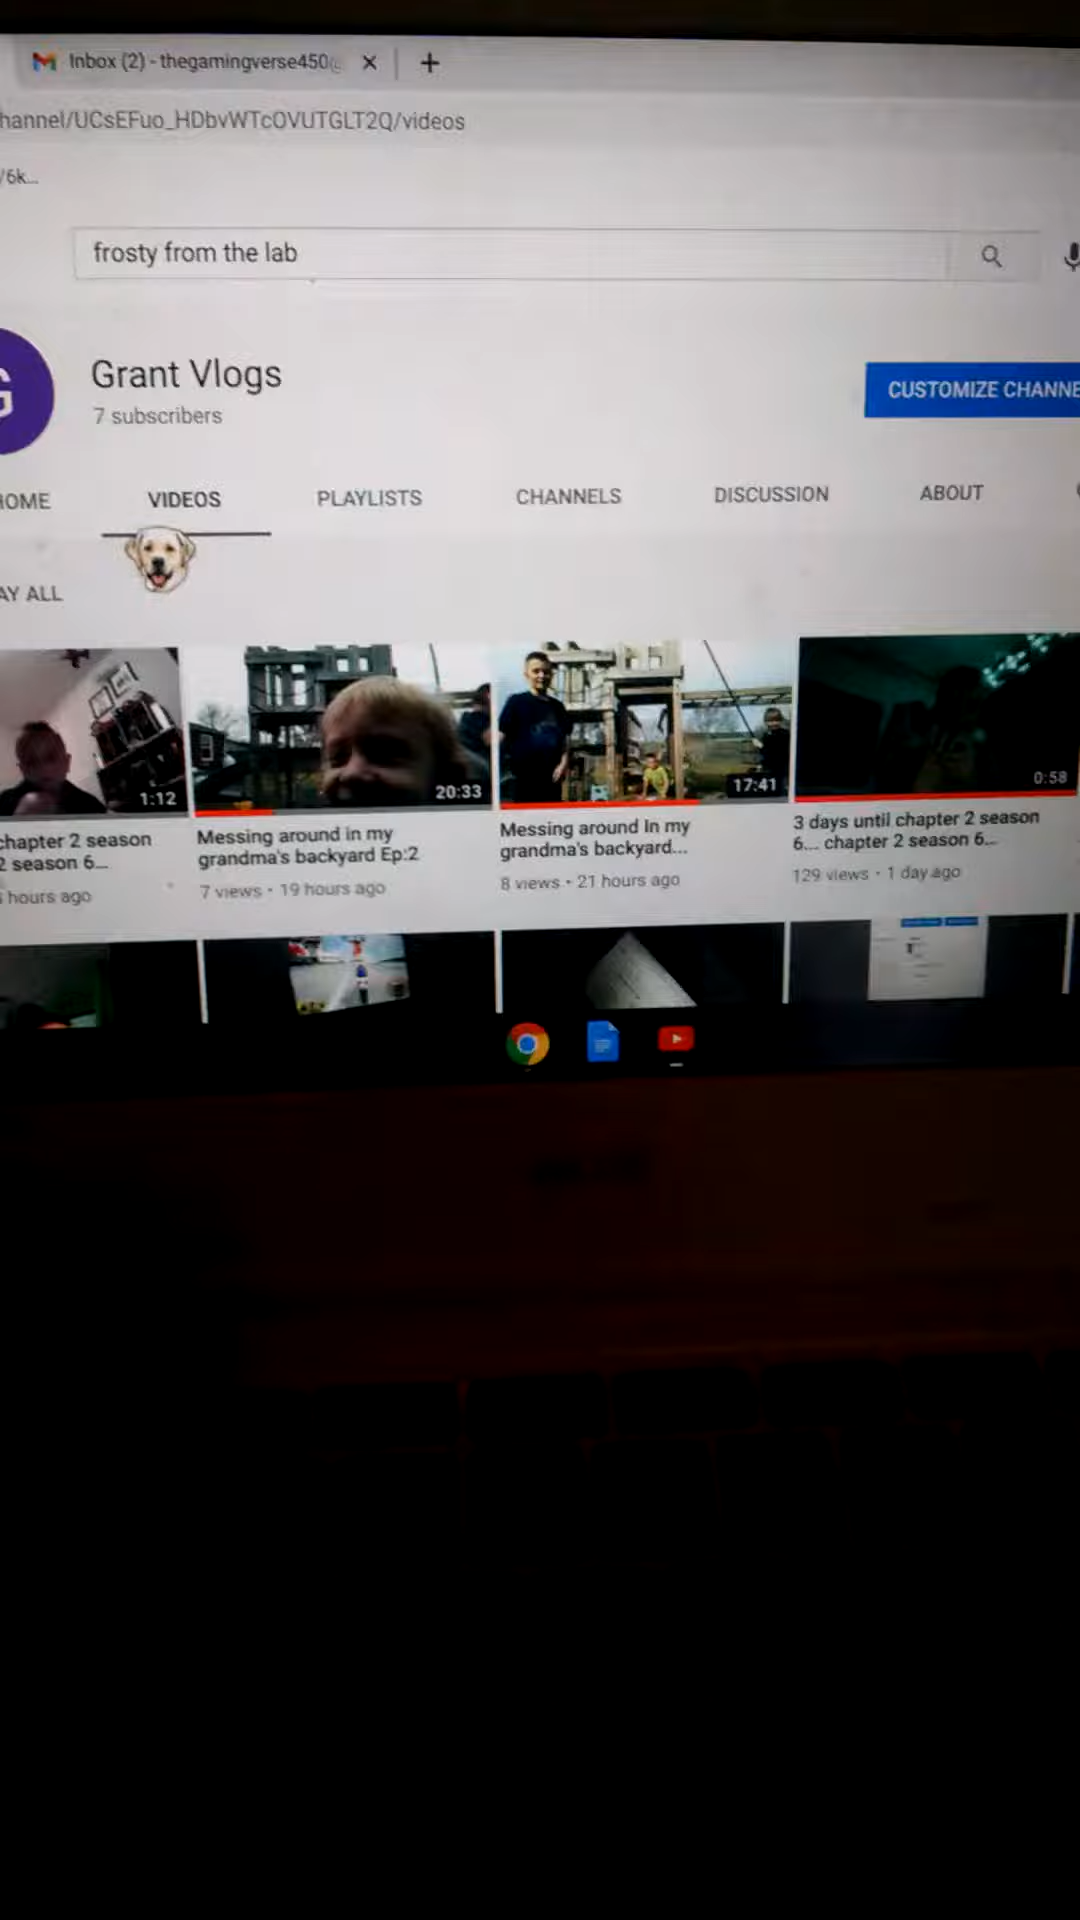 Inbox (2) - thegamingverse450@
hannel/UCsEFuo_HDbvWTcOVUTGLT2Q/videos
/6k...
frosty from the lab
G
Grant Vlogs
7 subscribers
CUSTOMIZE CHANNE
HOME VIDEOS PLAYLISTS CHANNELS DISCUSSION ABOUT
AY ALL
1:12 20:33 17:41 0:58
chapter 2 season
2 season 6...
hours ago
Messing around in my
grandma's backyard Ep:2
7 views • 19 hours ago
Messing around In my
grandma's backyard...
8 views • 21 hours ago
3 days until chapter 2 season
6... chapter 2 season 6...
129 views • 1 day ago